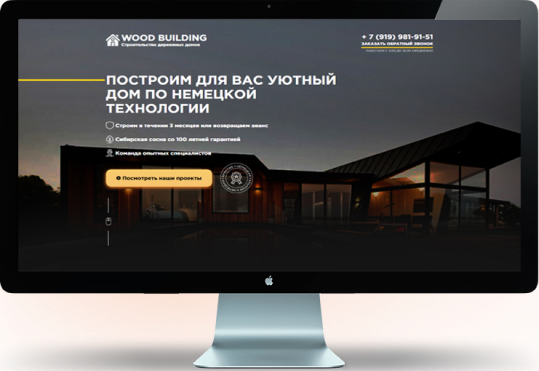 WOOD BUILDING
Строительство деревянных домов
+ 7 (919) 981-91-51
ЗАКАЗАТЬ ОБРАТНЫЙ ЗВОНОК
ПОСТРОИМ ДЛЯ ВАС УЮТНЫЙ
ДОМ ПО НЕМЕЦКОЙ
ТЕХНОЛОГИИ
Строим в течении 3 месяцев или возвращаем аванс
Сибирская сосна со 100 летней гарантией
Команда опытных специалистов
Посмотреть наши проекты